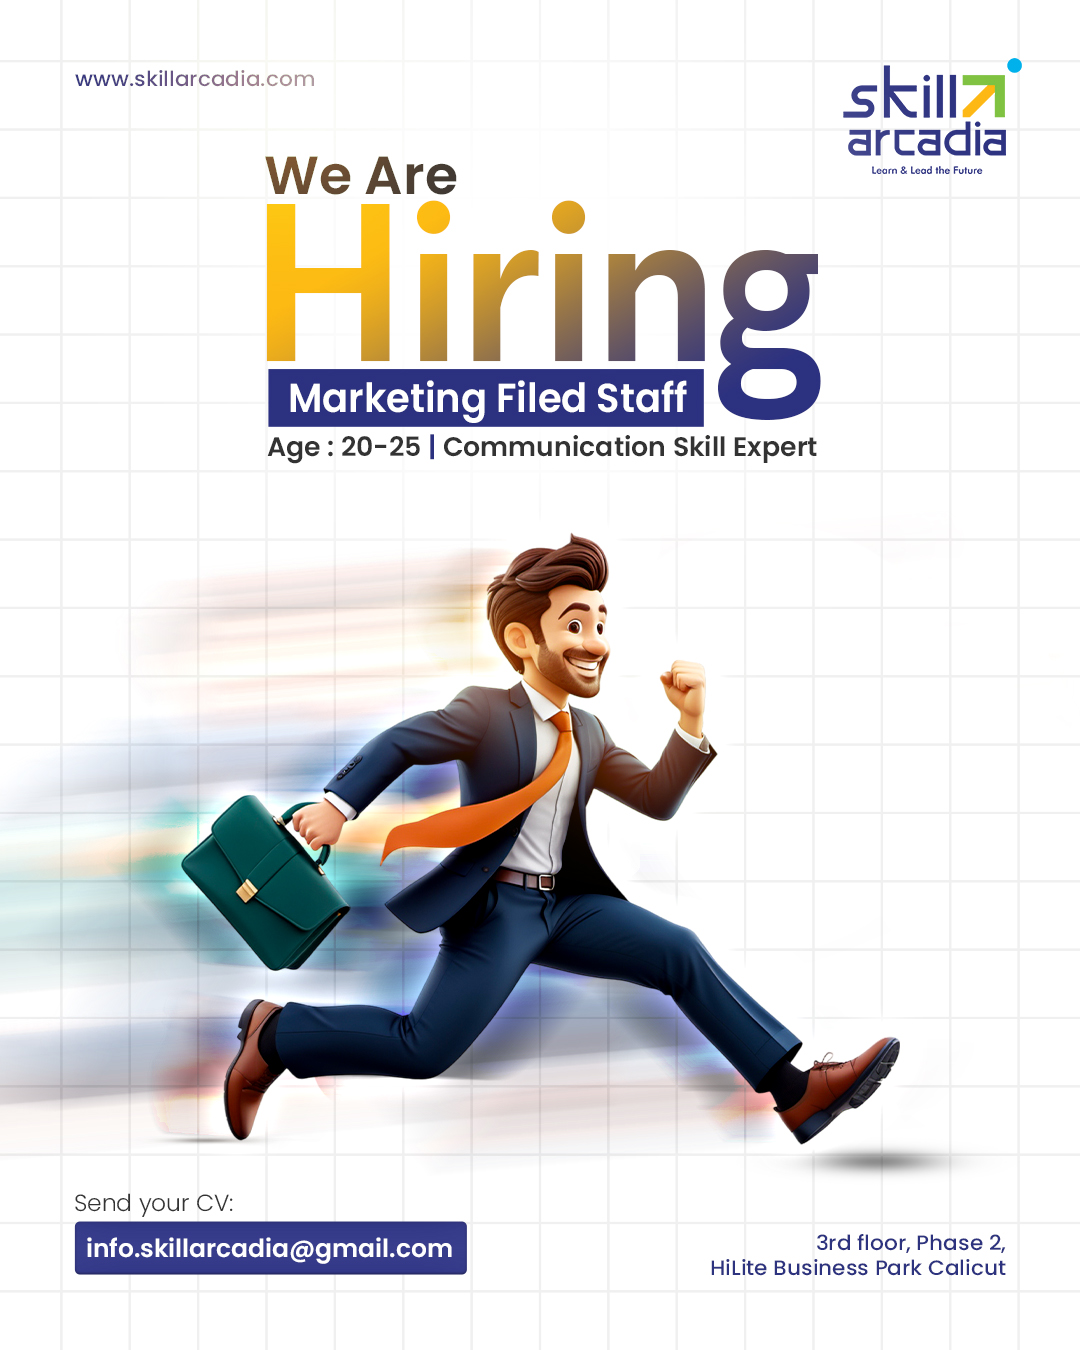 www.skillarcadia.com
skill
arcadia
Learn & Lead the Future
We Are
Hiring
Marketing Filed Staff
Age : 20-25 | Communication Skill Expert
Send your CV:
info.skillarcadia@gmail.com
3rd floor, Phase 2,
HiLite Business Park Calicut